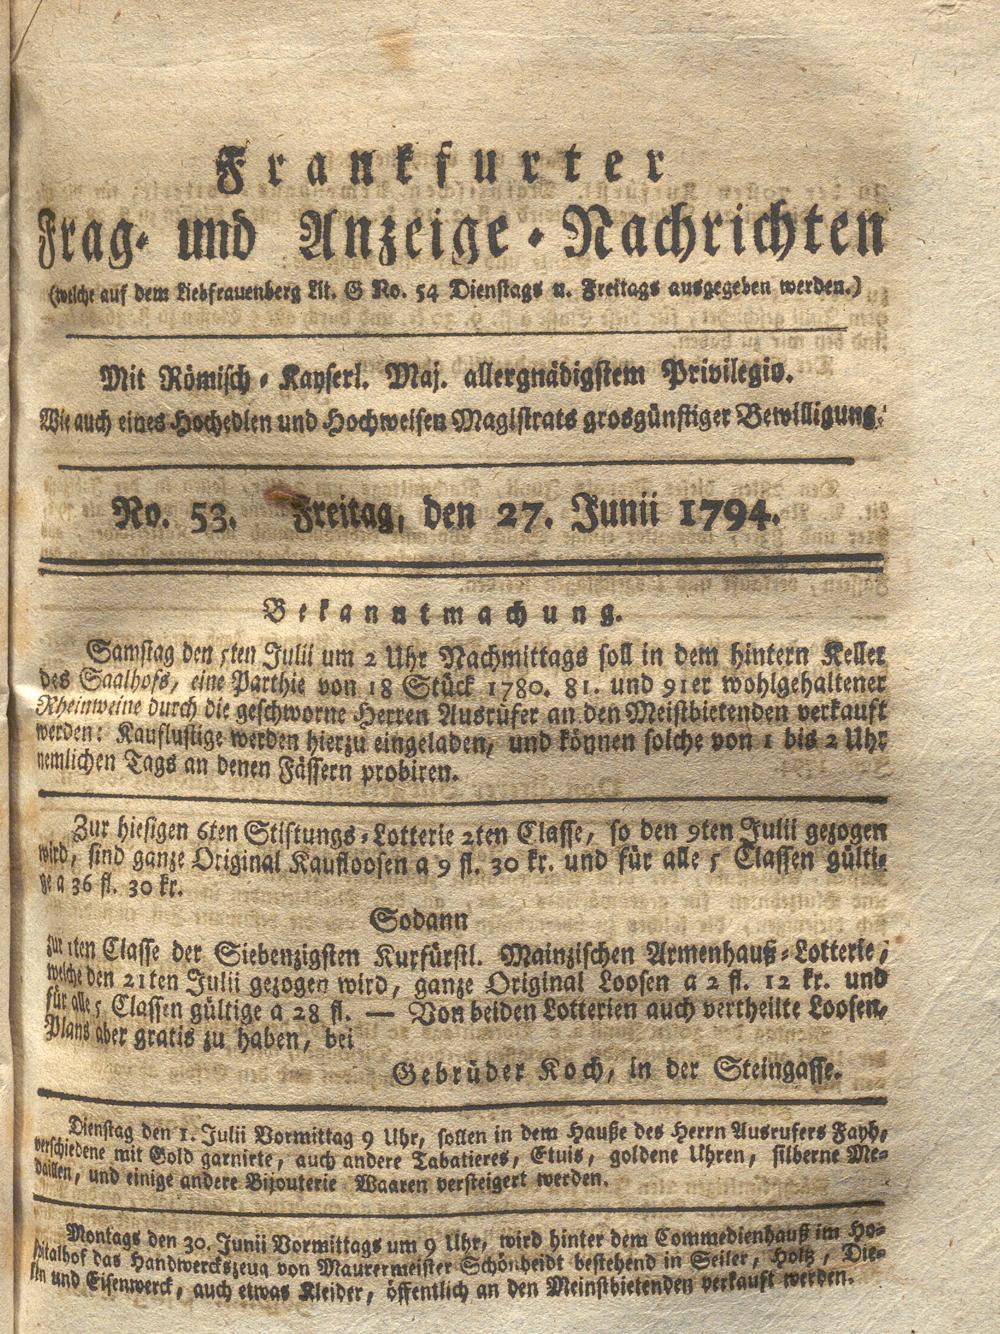 Frankfurter
Frag- und Anzeige-Nachrichten
(welche auf dem Liebfrauenberg Lit. G No. 54 Dienstags u. Freitags ausgegeben werden.)
Mit Römisch-Kayserl. Maj. allergnädigstem Privilegio.
Wie auch eines Hochedlen und Hochweisen Magistrats grosgünstiger Bewilligung.
No. 53. Freitag, den 27. Junii 1794.
Bekanntmachung.
Samstag den 5ten Julii um 2 Uhr Nachmittags soll in dem hintern Keller
des Saalhofs, eine Parthie von 18 Stück 1780. 81. und 91er wohlgehaltener
Rheinweine durch die geschworne Herren Ausrüfer an den Meistbietenden verkauft
werden: Kauflustige werden hierzu eingeladen, und können solche von 1 bis 2 Uhr
nemlichen Tags an denen Fässern probiren.
Zur hiesigen 6ten Stiftungs-Lotterie 2ten Classe, so den 9ten Julii gezogen
wird, sind ganze Original Kaufloosen a 9 fl. 30 kr. und für alle 5 Classen gülti-
ge a 36 fl. 30 kr.
Sodann
zur 1ten Classe der Siebenzigsten Kurfürstl. Mainzischen Armenhauß-Lotterie,
welche den 21ten Julii gezogen wird, ganze Original Loosen a 2 fl. 12 kr. und
für alle 5 Classen gültige a 28 fl. — Von beiden Lotterien auch vertheilte Loosen,
Plans aber gratis zu haben, bei
Gebrüder Koch, in der Steingasse.
Dienstag den 1. Julii Vormittag 9 Uhr, sollen in dem Hauße des Herrn Ausrufers Fayh,
verschiedene mit Gold garnirte, auch andere Tabatieres, Etuis, goldene Uhren, silberne Me-
daillen, und einige andere Bijouterie Waaren versteigert werden.
Montags den 30. Junii Vormittags um 9 Uhr, wird hinter dem Commedienhauß im Ho-
spitalhof das Handwerckszeug von Maurermeister Schönheidt bestehend in Seiler, Holtz, Die-
len und Eisenwerck, auch etwas Kleider, öffentlich an den Meinstbietenden verkauft werden.